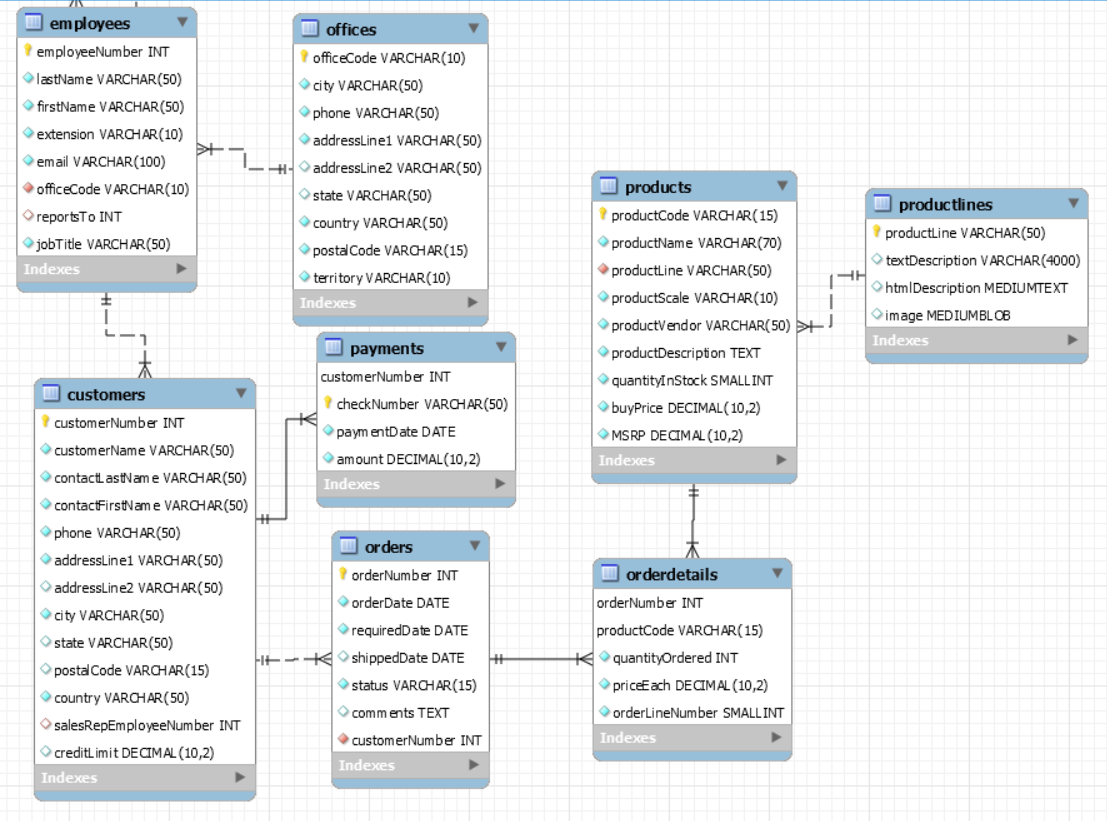 employees
employeeNumber INT
lastName VARCHAR(50)
firstName VARCHAR(50)
extension VARCHAR(10)
email VARCHAR(100)
officeCode VARCHAR(10)
reportsTo INT
jobTitle VARCHAR(50)
Indexes
offices
officeCode VARCHAR(10)
city VARCHAR(50)
phone VARCHAR(50)
addressLine1 VARCHAR(50)
addressLine2 VARCHAR(50)
state VARCHAR(50)
country VARCHAR(50)
postalCode VARCHAR(15)
territory VARCHAR(10)
Indexes
products
productCode VARCHAR(15)
productName VARCHAR(70)
productLine VARCHAR(50)
productScale VARCHAR(10)
productVendor VARCHAR(50)
productDescription TEXT
quantityInStock SMALLINT
buyPrice DECIMAL(10,2)
MSRP DECIMAL(10,2)
Indexes
productlines
productLine VARCHAR(50)
textDescription VARCHAR(4000)
htmlDescription MEDIUMTEXT
image MEDIUMBLOB
Indexes
payments
customerNumber INT
checkNumber VARCHAR(50)
paymentDate DATE
amount DECIMAL(10,2)
Indexes
customers
customerNumber INT
customerName VARCHAR(50)
contactLastName VARCHAR(50)
contactFirstName VARCHAR(50)
phone VARCHAR(50)
addressLine1 VARCHAR(50)
addressLine2 VARCHAR(50)
city VARCHAR(50)
state VARCHAR(50)
postalCode VARCHAR(15)
country VARCHAR(50)
salesRepEmployeeNumber INT
creditLimit DECIMAL(10,2)
Indexes
orders
orderNumber INT
orderDate DATE
requiredDate DATE
shippedDate DATE
status VARCHAR(15)
comments TEXT
customerNumber INT
Indexes
orderdetails
orderNumber INT
productCode VARCHAR(15)
quantityOrdered INT
priceEach DECIMAL(10,2)
orderLineNumber SMALLINT
Indexes